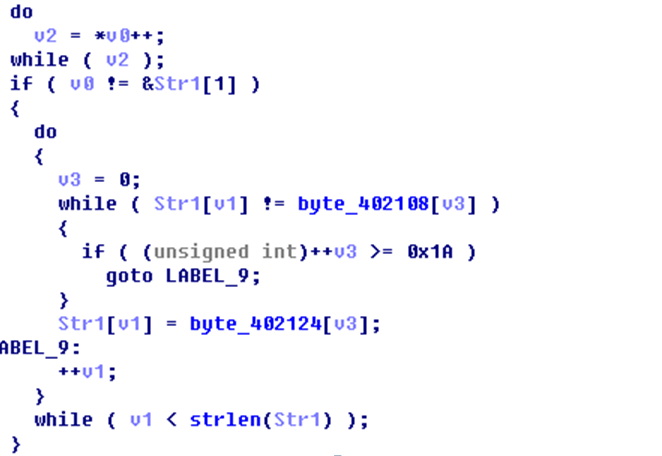 do
v2 = *v0++;
while ( v2 );
if ( v0 != &Str1[1] )
{
do
{
v3 = 0;
while ( Str1[v1] != byte_402108[v3] )
{
if ( (unsigned int)++v3 >= 0x1A )
goto LABEL_9;
}
Str1[v1] = byte_402124[v3];
ABEL_9:
++v1;
}
while ( v1 < strlen(Str1) );
}